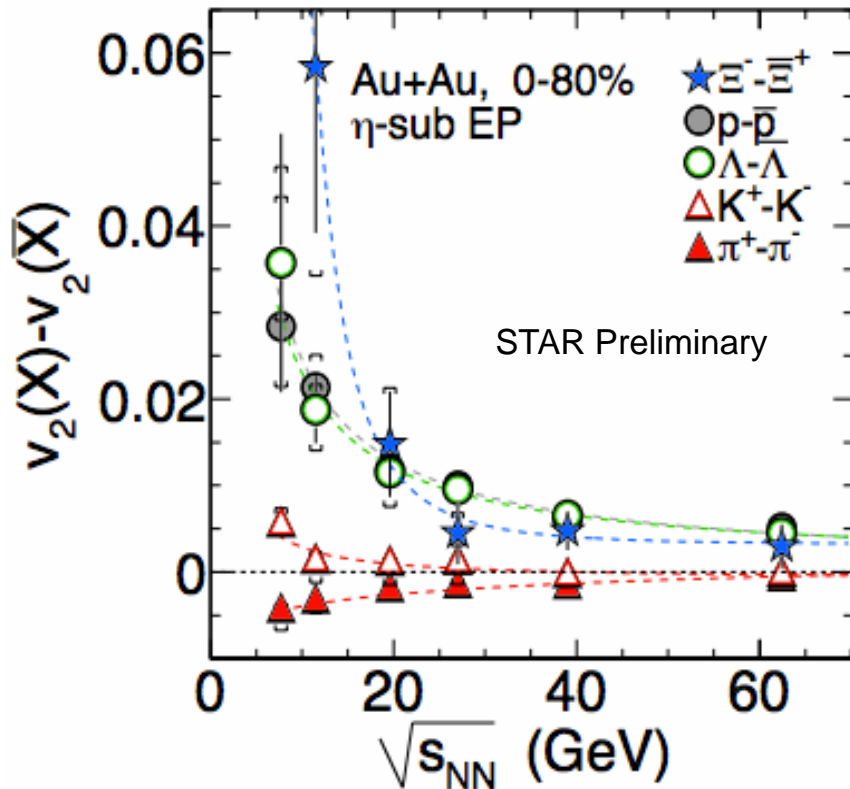 0.06
0.04
0.02
0
v₂(X)-v₂(X̅)
Au+Au, 0-80%
η-sub EP
Ξ⁻-Ξ̅⁺
p-p̅
Λ-Λ̅
K⁺-K⁻
π⁺-π⁻
STAR Preliminary
0 20 40 60
√s_NN (GeV)